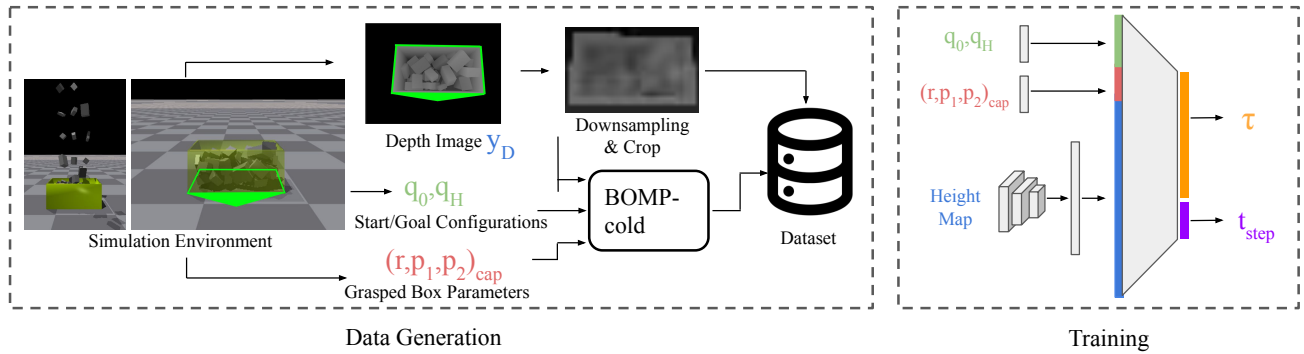 Depth Image y_D
Downsampling
& Crop
q_0,q_H
Start/Goal Configurations
Simulation Environment
(r,p_1,p_2)_cap
Grasped Box Parameters
BOMP-
cold
Dataset
Data Generation
q_0,q_H
(r,p_1,p_2)_cap
Height
Map
τ
t_step
Training